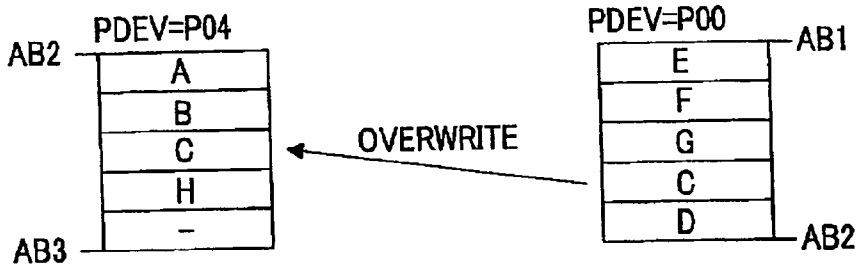 PDEV=P04
AB2
A
B
C
H
-
AB3
OVERWRITE
PDEV=P00
AB1
E
F
G
C
D
AB2